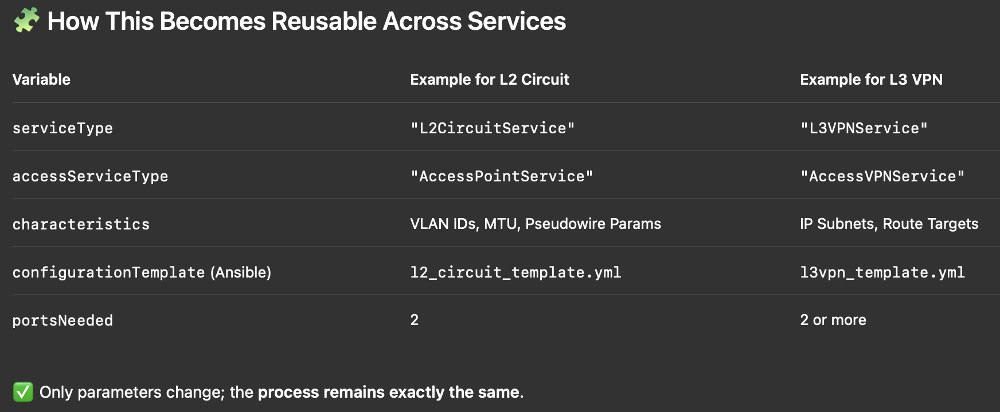 🧩 How This Becomes Reusable Across Services
Variable Example for L2 Circuit Example for L3 VPN
serviceType "L2CircuitService" "L3VPNService"
accessServiceType "AccessPointService" "AccessVPNService"
characteristics VLAN IDs, MTU, Pseudowire Params IP Subnets, Route Targets
configurationTemplate (Ansible) l2_circuit_template.yml l3vpn_template.yml
portsNeeded 2 2 or more
✅ Only parameters change; the process remains exactly the same.